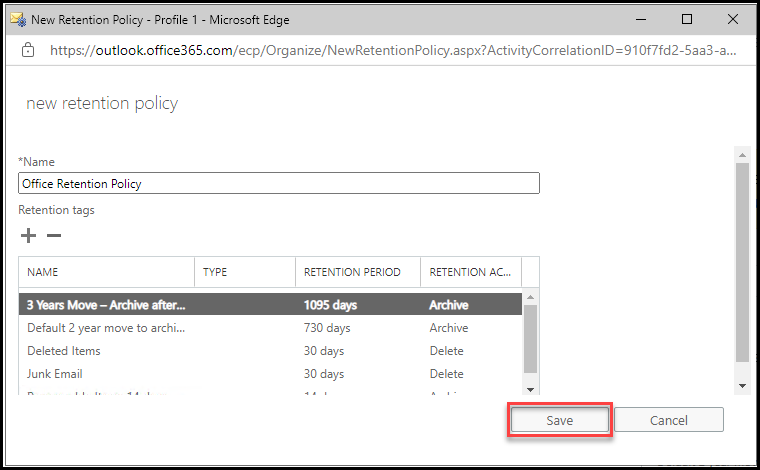 New Retention Policy - Profile 1 - Microsoft Edge
https://outlook.office365.com/ecp/Organize/NewRetentionPolicy.aspx?ActivityCorrelationID=910f7fd2-5aa3-a...
new retention policy
*Name
Office Retention Policy
Retention tags
NAME TYPE RETENTION PERIOD RETENTION AC...
3 Years Move – Archive after... 1095 days Archive
Default 2 year move to archi... 730 days Archive
Deleted Items 30 days Delete
Junk Email 30 days Delete
Save Cancel